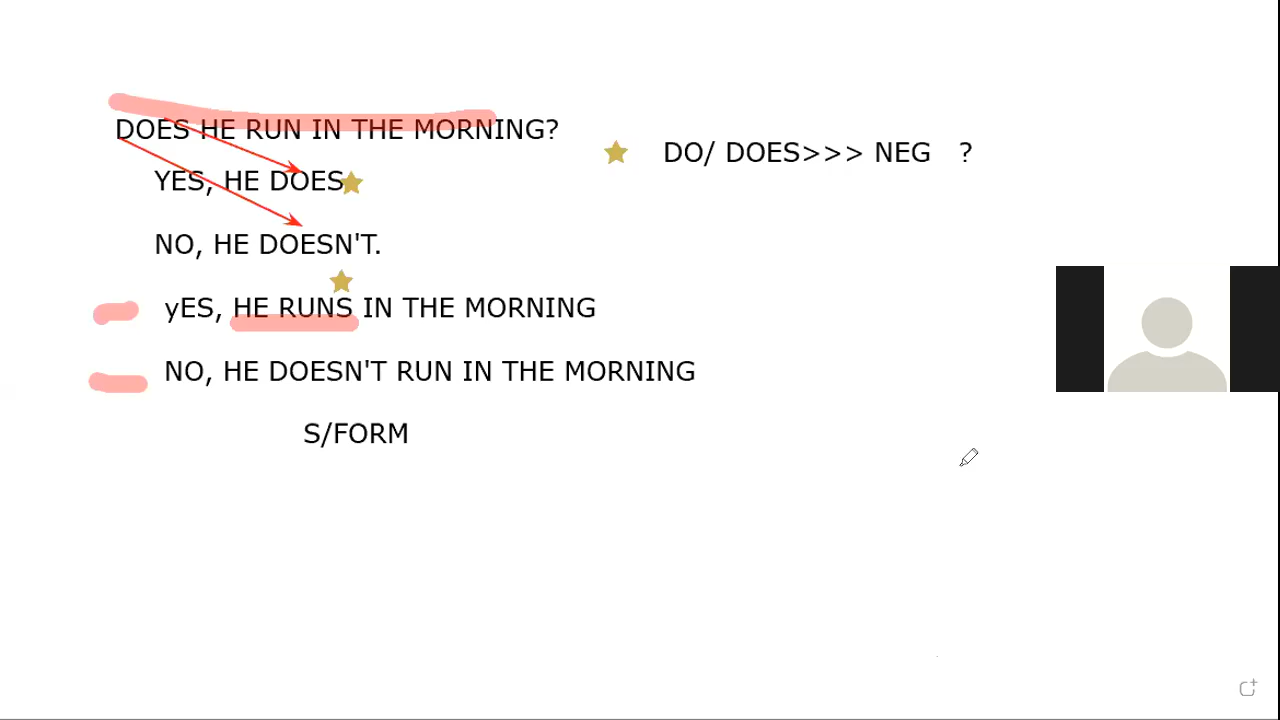 DOES HE RUN IN THE MORNING?
DO/ DOES>>> NEG ?
YES, HE DOES
NO, HE DOESN'T.
yES, HE RUNS IN THE MORNING
NO, HE DOESN'T RUN IN THE MORNING
S/FORM